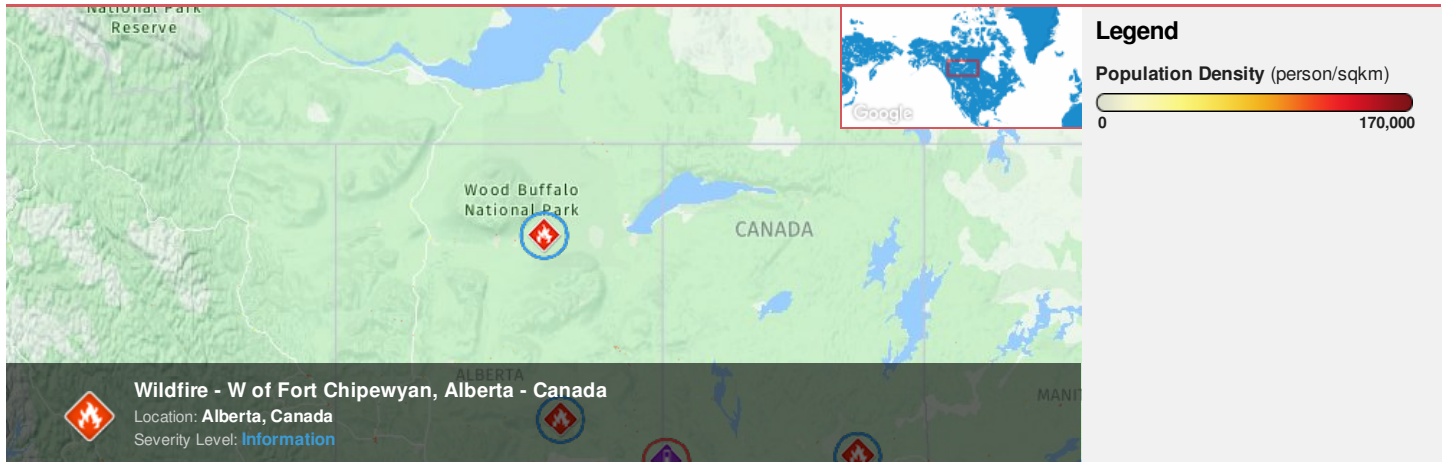 National Park
Reserve
Google
Legend
Population Density (person/sqkm)
0 170,000
Wood Buffalo
National Park
CANADA
ALBERTA
Wildfire - W of Fort Chipewyan, Alberta - Canada
Location: Alberta, Canada
Severity Level: Information
MANIT